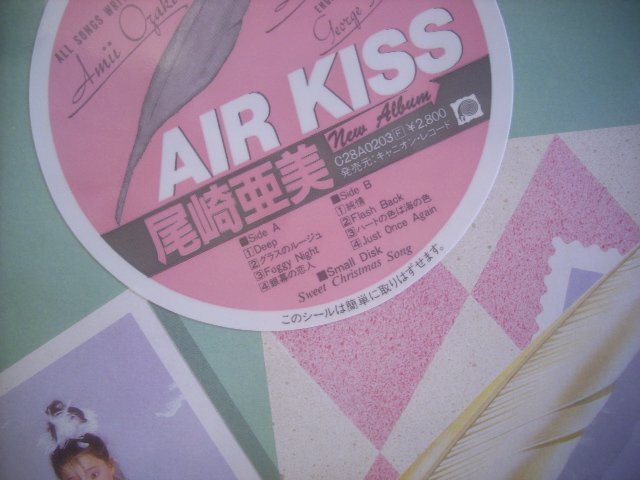 ALL SONGS
Amii Ozaki
George
AIR KISS
New Album
尾崎亜美
C28A0203 F ¥2,800
発売元:キャニオン・レコード
■Side A
1 Deep
2 グラスのルージュ
3 Foggy Night
4 銀幕の恋人
■Side B
1 純情
2 Flash Back
3 ハートの色は海の色
4 Just Once Again
■Small Disk
Sweet Christmas Song
このシールは簡単に取りはずせます。